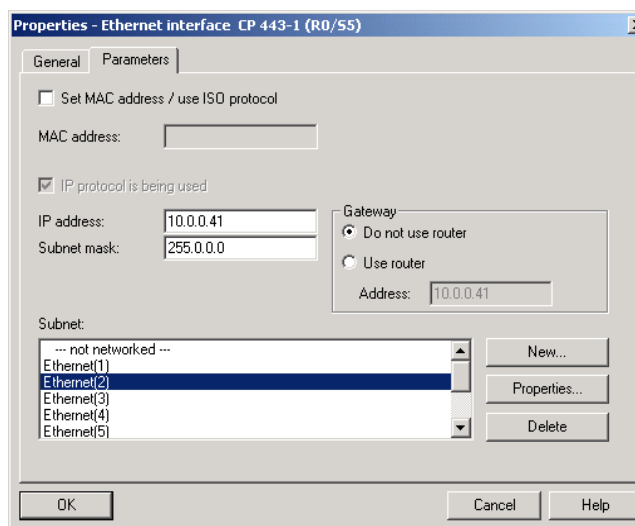 Properties - Ethernet interface CP 443-1 (R0/S5)
General Parameters
Set MAC address / use ISO protocol
MAC address:
IP protocol is being used
IP address: 10.0.0.41
Subnet mask: 255.0.0.0
Gateway
Do not use router
Use router
Address: 10.0.0.41
Subnet:
--- not networked ---
Ethernet(1)
Ethernet(2)
Ethernet(3)
Ethernet(4)
Ethernet(5)
New...
Properties...
Delete
OK Cancel Help